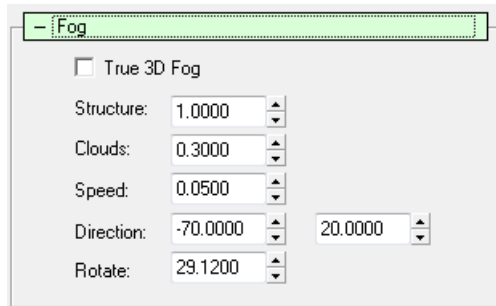 Fog
True 3D Fog
Structure: 1.0000
Clouds: 0.3000
Speed: 0.0500
Direction: -70.0000 20.0000
Rotate: 29.1200